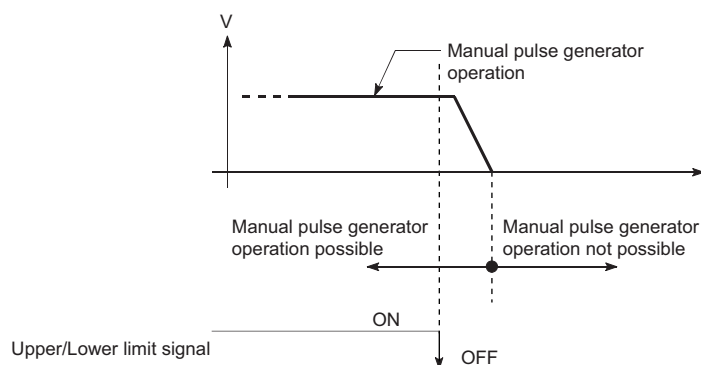 V
Manual pulse generator
operation
Manual pulse generator
operation possible
Manual pulse generator
operation not possible
ON
Upper/Lower limit signal
OFF